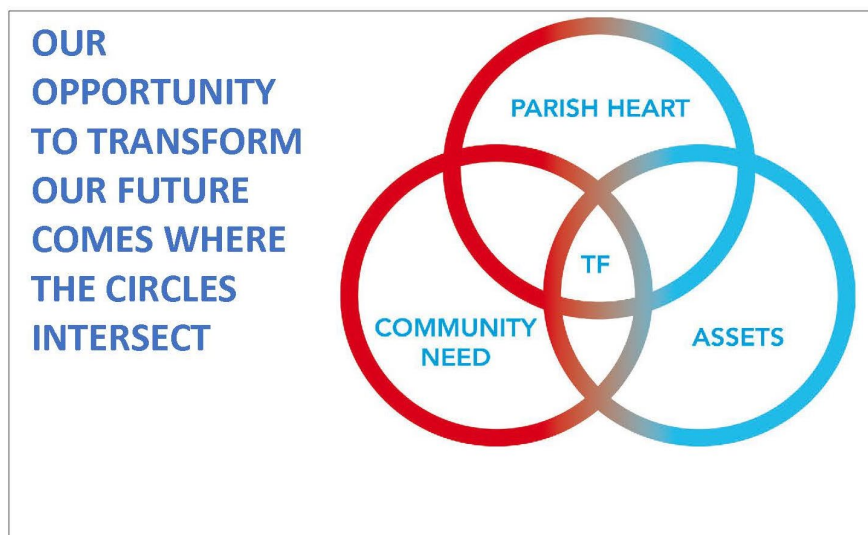 OUR
OPPORTUNITY
TO TRANSFORM
OUR FUTURE
COMES WHERE
THE CIRCLES
INTERSECT
PARISH HEART
TF
COMMUNITY
NEED
ASSETS